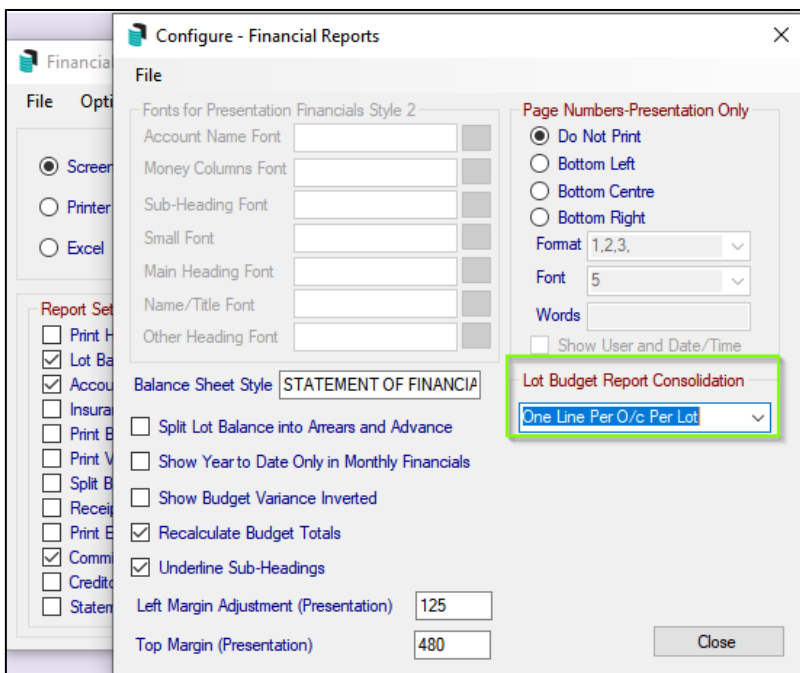 Configure - Financial Reports
File
Fonts for Presentation Financials Style 2
Account Name Font
Money Columns Font
Sub-Heading Font
Small Font
Main Heading Font
Name/Title Font
Other Heading Font
Balance Sheet Style STATEMENT OF FINANCIA
Split Lot Balance into Arrears and Advance
Show Year to Date Only in Monthly Financials
Show Budget Variance Inverted
Recalculate Budget Totals
Underline Sub-Headings
Left Margin Adjustment (Presentation) 125
Top Margin (Presentation) 480
Page Numbers-Presentation Only
Do Not Print
Bottom Left
Bottom Centre
Bottom Right
Format 1,2,3,
Font 5
Words
Show User and Date/Time
Lot Budget Report Consolidation
One Line Per O/c Per Lot
Close
Financial
File Opti
Screen
Printer
Excel
Report Set
Print H
Lot Ba
Accou
Insura
Print B
Print V
Split B
Receip
Print E
Commi
Credito
Statem